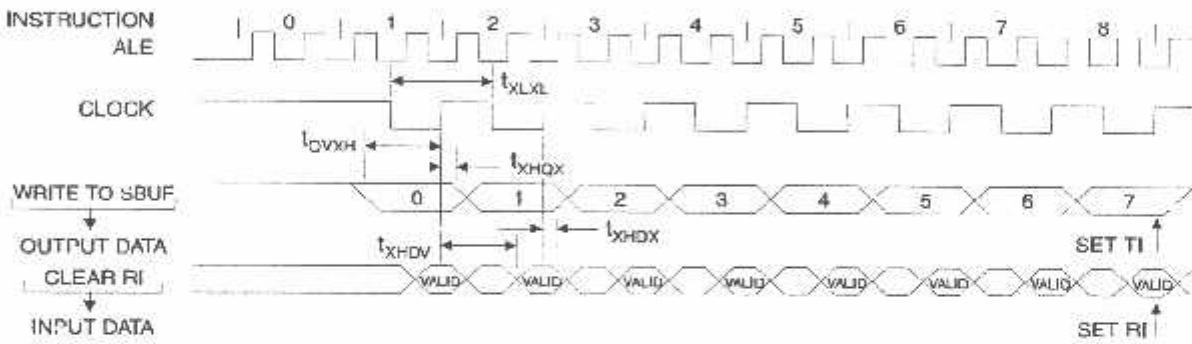 INSTRUCTION 0 1 2 3 4 5 6 7 8
ALE
tXLXL
CLOCK
tQVXH
tXHQX
WRITE TO SBUF 0 1 2 3 4 5 6 7
OUTPUT DATA
tXHDV
tXHDX
SET TI
CLEAR RI
VALID VALID VALID VALID VALID VALID VALID VALID
INPUT DATA
SET RI